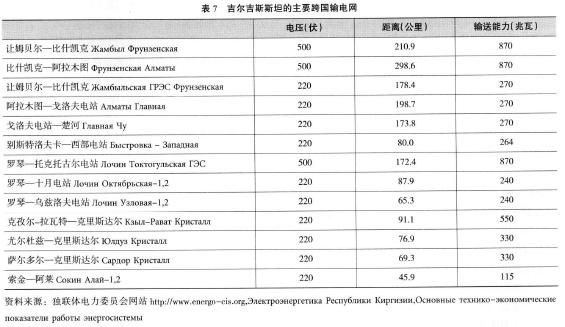 表 7 吉尔吉斯斯坦的主要跨国输电网
电压(伏) 距离(公里) 输送能力(兆瓦)
让姆贝尔—比什凯克 Жамбыл Фрунзенская 500 210.9 870
比什凯克—阿拉木图 Фрунзенская Алматы 500 298.6 870
让姆贝尔—比什凯克 Жамбыльская ГРЭС Фрунзенская 220 178.4 270
阿拉木图—戈洛夫电站 Алматы Главная 220 198.7 270
戈洛夫电站—楚河 Главная Чу 220 173.8 270
别斯特洛夫卡—西部电站 Быстровка - Западная 220 80.0 264
罗琴—托克托古尔电站 Лочин Токтогульская ГЭС 500 172.4 870
罗琴—十月电站 Лочин Октябрьская-1,2 220 87.9 240
罗琴—乌兹洛夫电站 Лочин Узловая-1,2 220 65.3 240
克孜尔-拉瓦特—克里斯达尔 Кзыл-Рават Кристалл 220 91.1 550
尤尔杜兹—克里斯达尔 Юлдуз Кристалл 220 76.9 330
萨尔多尔—克里斯达尔 Сардор Кристалл 220 69.3 330
索金—阿莱 Сокин Алай-1,2 220 45.9 115
资料来源：独联体电力委员会网站 http://www.energo-cis.org,Электроэнергетика Республики Киргизии,Основные технико-экономические
показатели работы энергосистемы